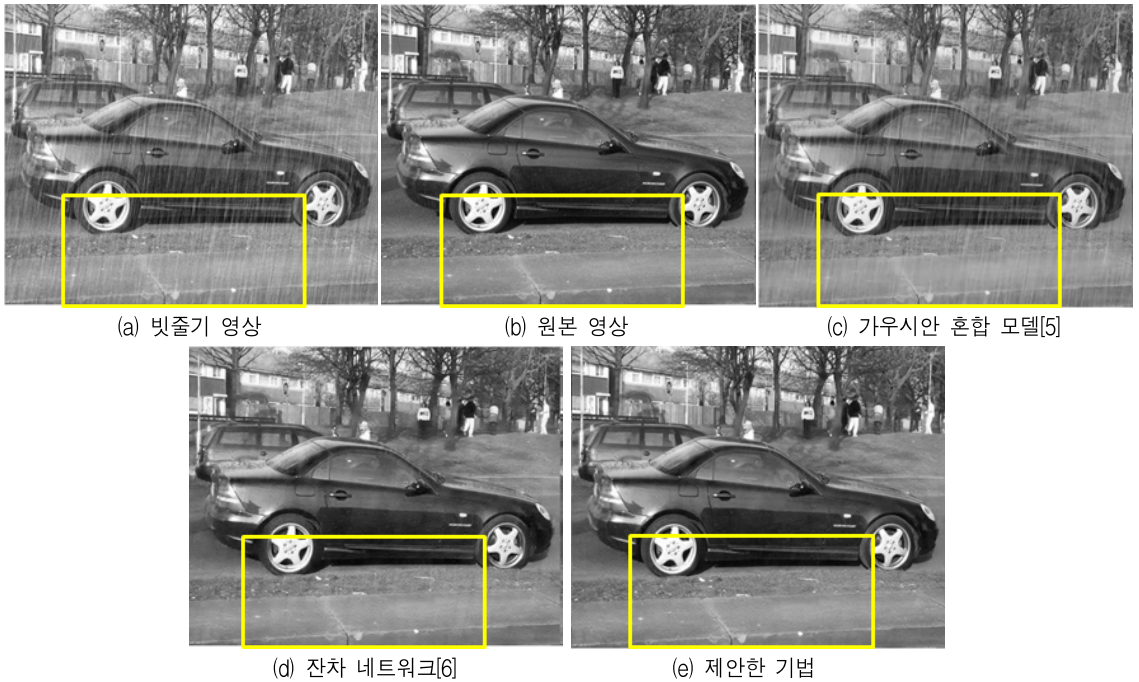 (a) 빗줄기 영상
(b) 원본 영상
(c) 가우시안 혼합 모델[5]
(d) 잔차 네트워크[6]
(e) 제안한 기법